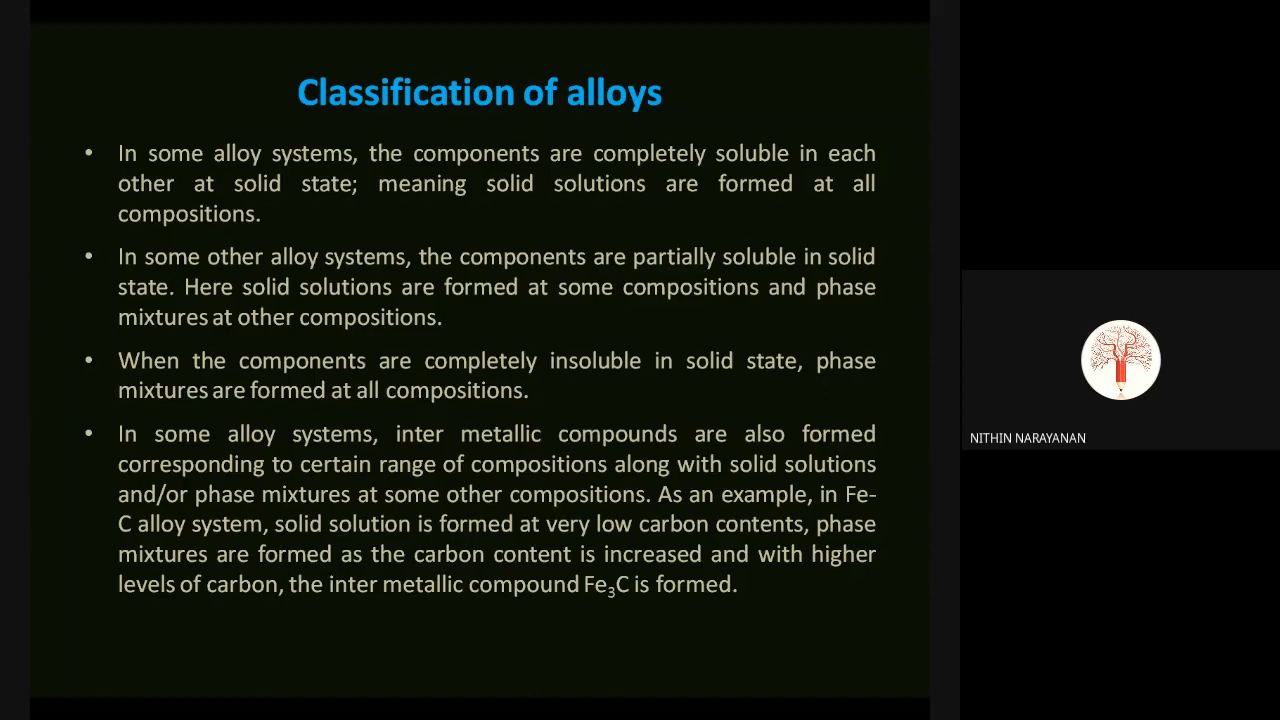 Classification of alloys
• In some alloy systems, the components are completely soluble in each
other at solid state; meaning solid solutions are formed at all
compositions.
• In some other alloy systems, the components are partially soluble in solid
state. Here solid solutions are formed at some compositions and phase
mixtures at other compositions.
• When the components are completely insoluble in solid state, phase
mixtures are formed at all compositions.
• In some alloy systems, inter metallic compounds are also formed
corresponding to certain range of compositions along with solid solutions
and/or phase mixtures at some other compositions. As an example, in Fe-
C alloy system, solid solution is formed at very low carbon contents, phase
mixtures are formed as the carbon content is increased and with higher
levels of carbon, the inter metallic compound Fe₃C is formed.
NITHIN NARAYANAN